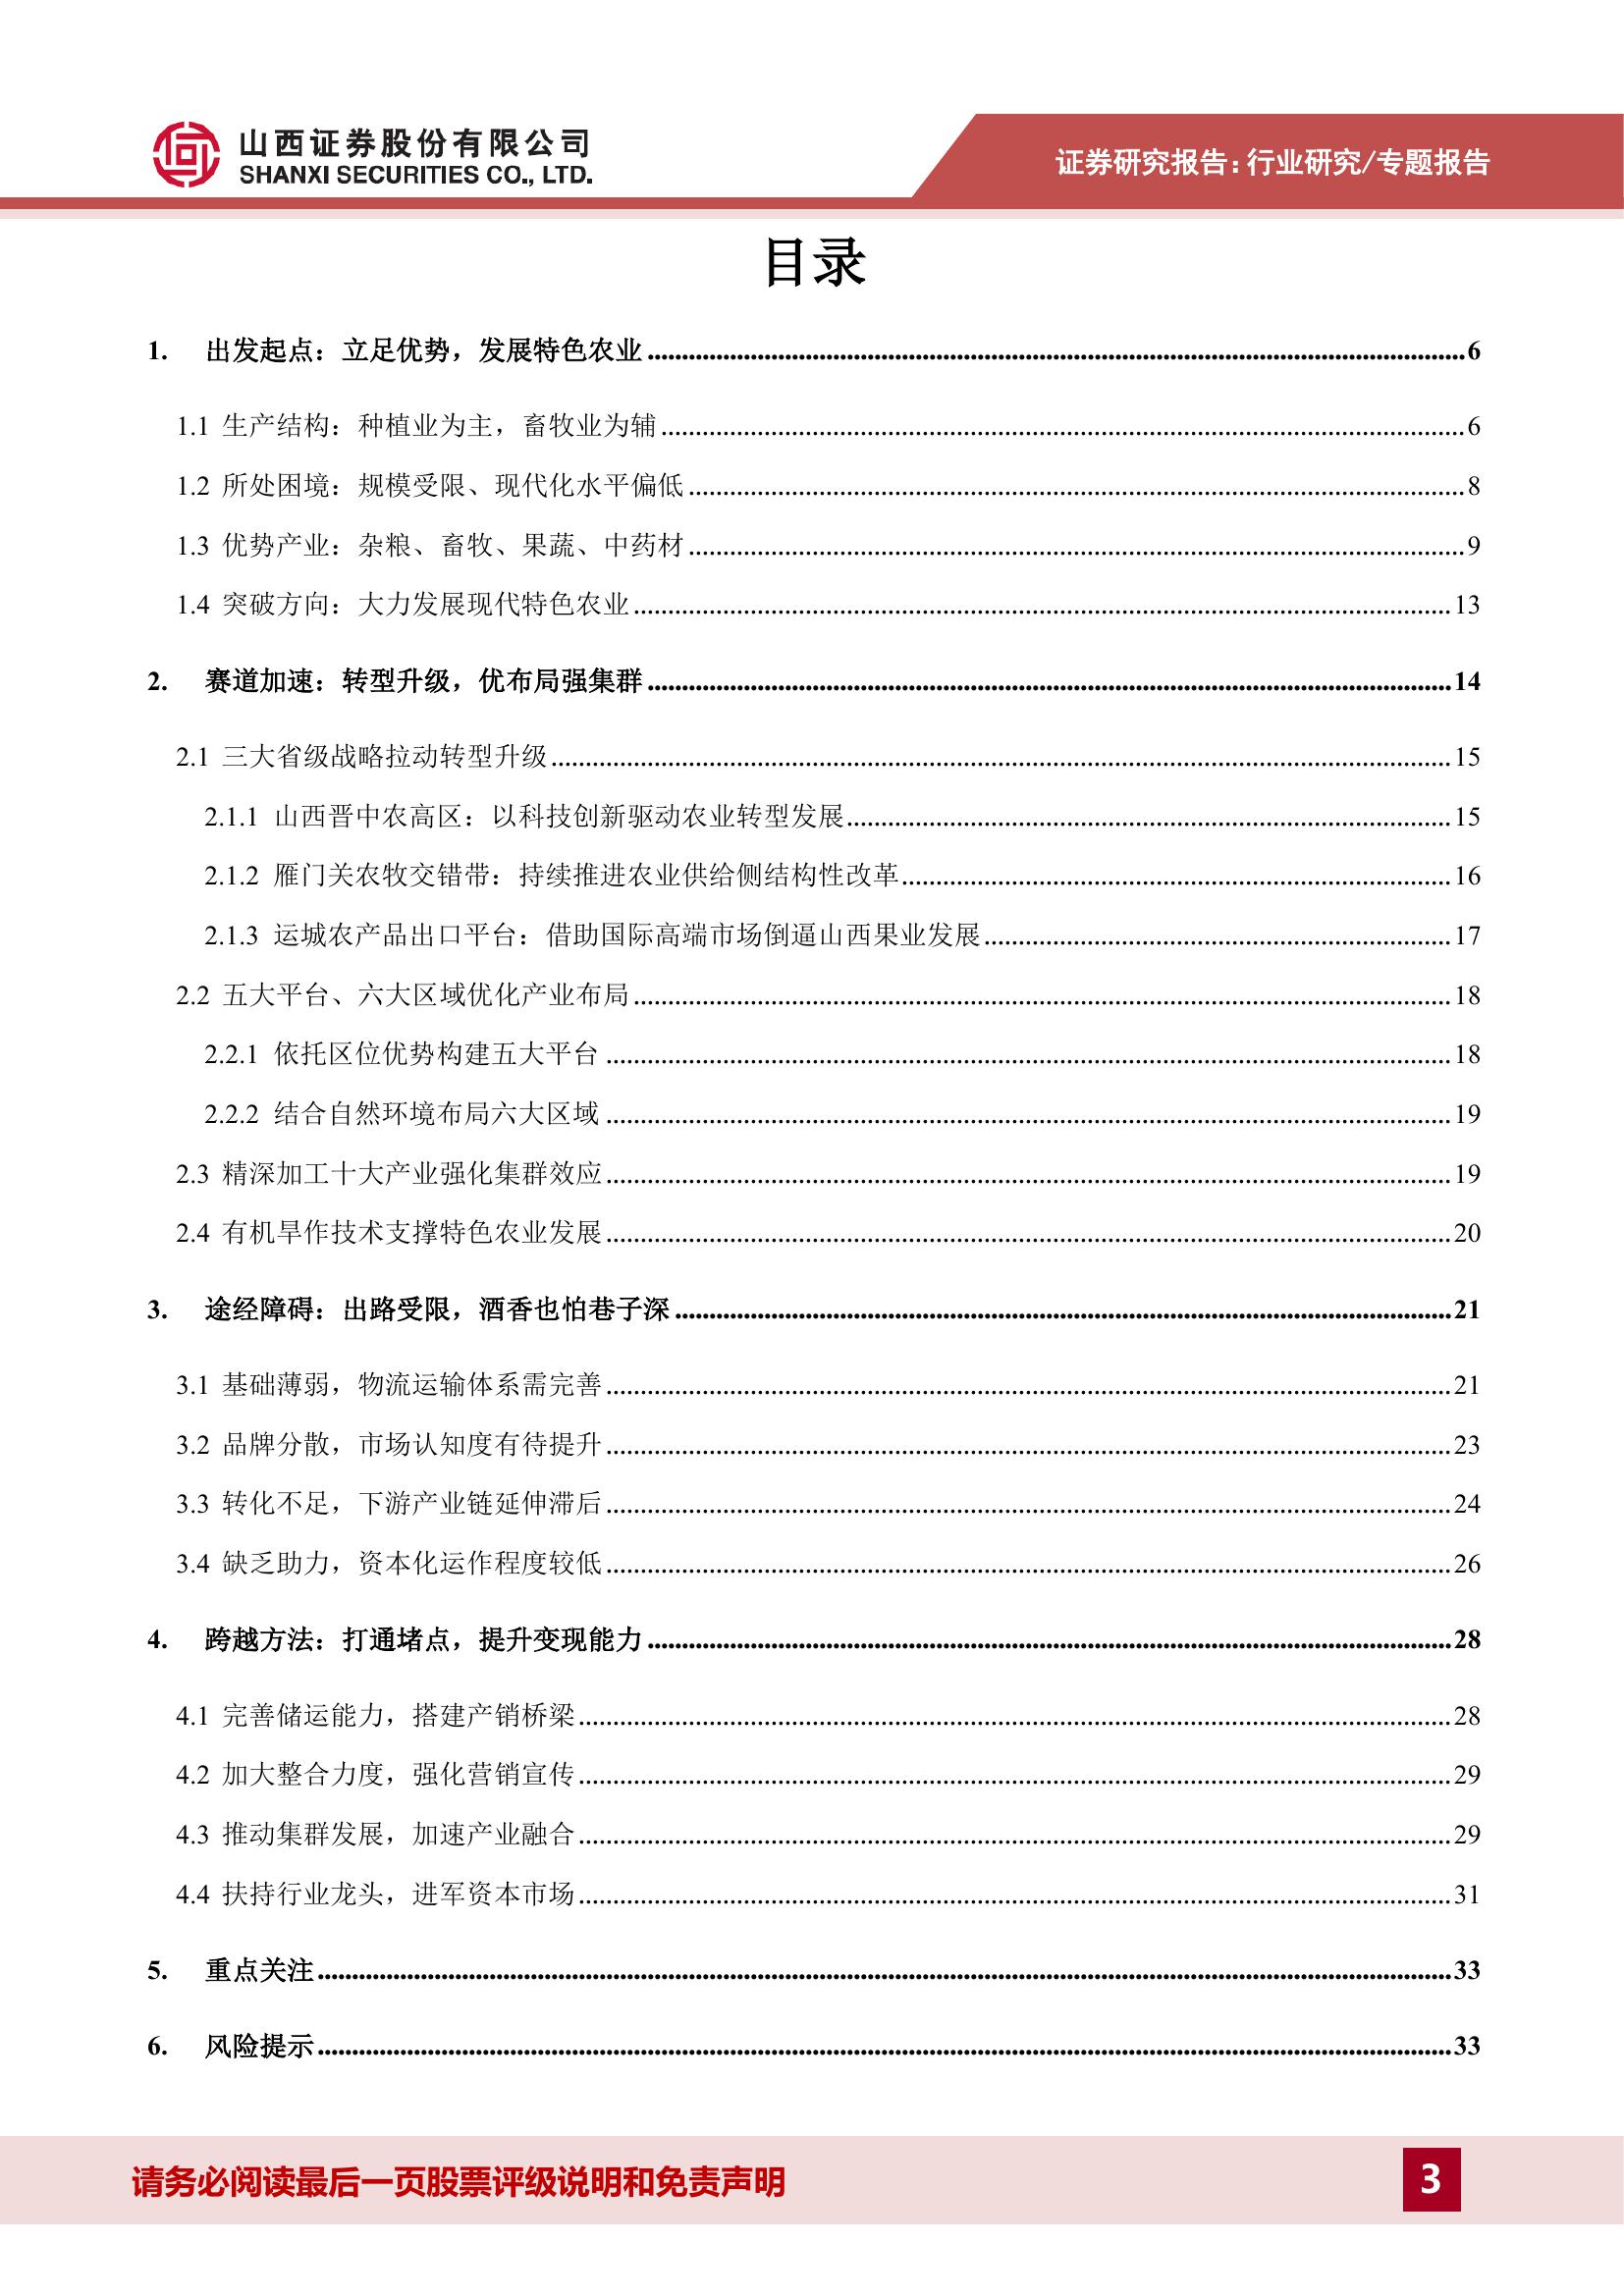 山西证券股份有限公司
SHANXI SECURITIES CO., LTD.
证券研究报告：行业研究/专题报告
目录
1. 出发起点：立足优势，发展特色农业 6
1.1 生产结构：种植业为主，畜牧业为辅 6
1.2 所处困境：规模受限、现代化水平偏低 8
1.3 优势产业：杂粮、畜牧、果蔬、中药材 9
1.4 突破方向：大力发展现代特色农业 13
2. 赛道加速：转型升级，优布局强集群 14
2.1 三大省级战略拉动转型升级 15
2.1.1 山西晋中农高区：以科技创新驱动农业转型发展 15
2.1.2 雁门关农牧交错带：持续推进农业供给侧结构性改革 16
2.1.3 运城农产品出口平台：借助国际高端市场倒逼山西果业发展 17
2.2 五大平台、六大区域优化产业布局 18
2.2.1 依托区位优势构建五大平台 18
2.2.2 结合自然环境布局六大区域 19
2.3 精深加工十大产业强化集群效应 19
2.4 有机旱作技术支撑特色农业发展 20
3. 途经障碍：出路受限，酒香也怕巷子深 21
3.1 基础薄弱，物流运输体系需完善 21
3.2 品牌分散，市场认知度有待提升 23
3.3 转化不足，下游产业链延伸滞后 24
3.4 缺乏助力，资本化运作程度较低 26
4. 跨越方法：打通堵点，提升变现能力 28
4.1 完善储运能力，搭建产销桥梁 28
4.2 加大整合力度，强化营销宣传 29
4.3 推动集群发展，加速产业融合 29
4.4 扶持行业龙头，进军资本市场 31
5. 重点关注 33
6. 风险提示 33
请务必阅读最后一页股票评级说明和免责声明
3